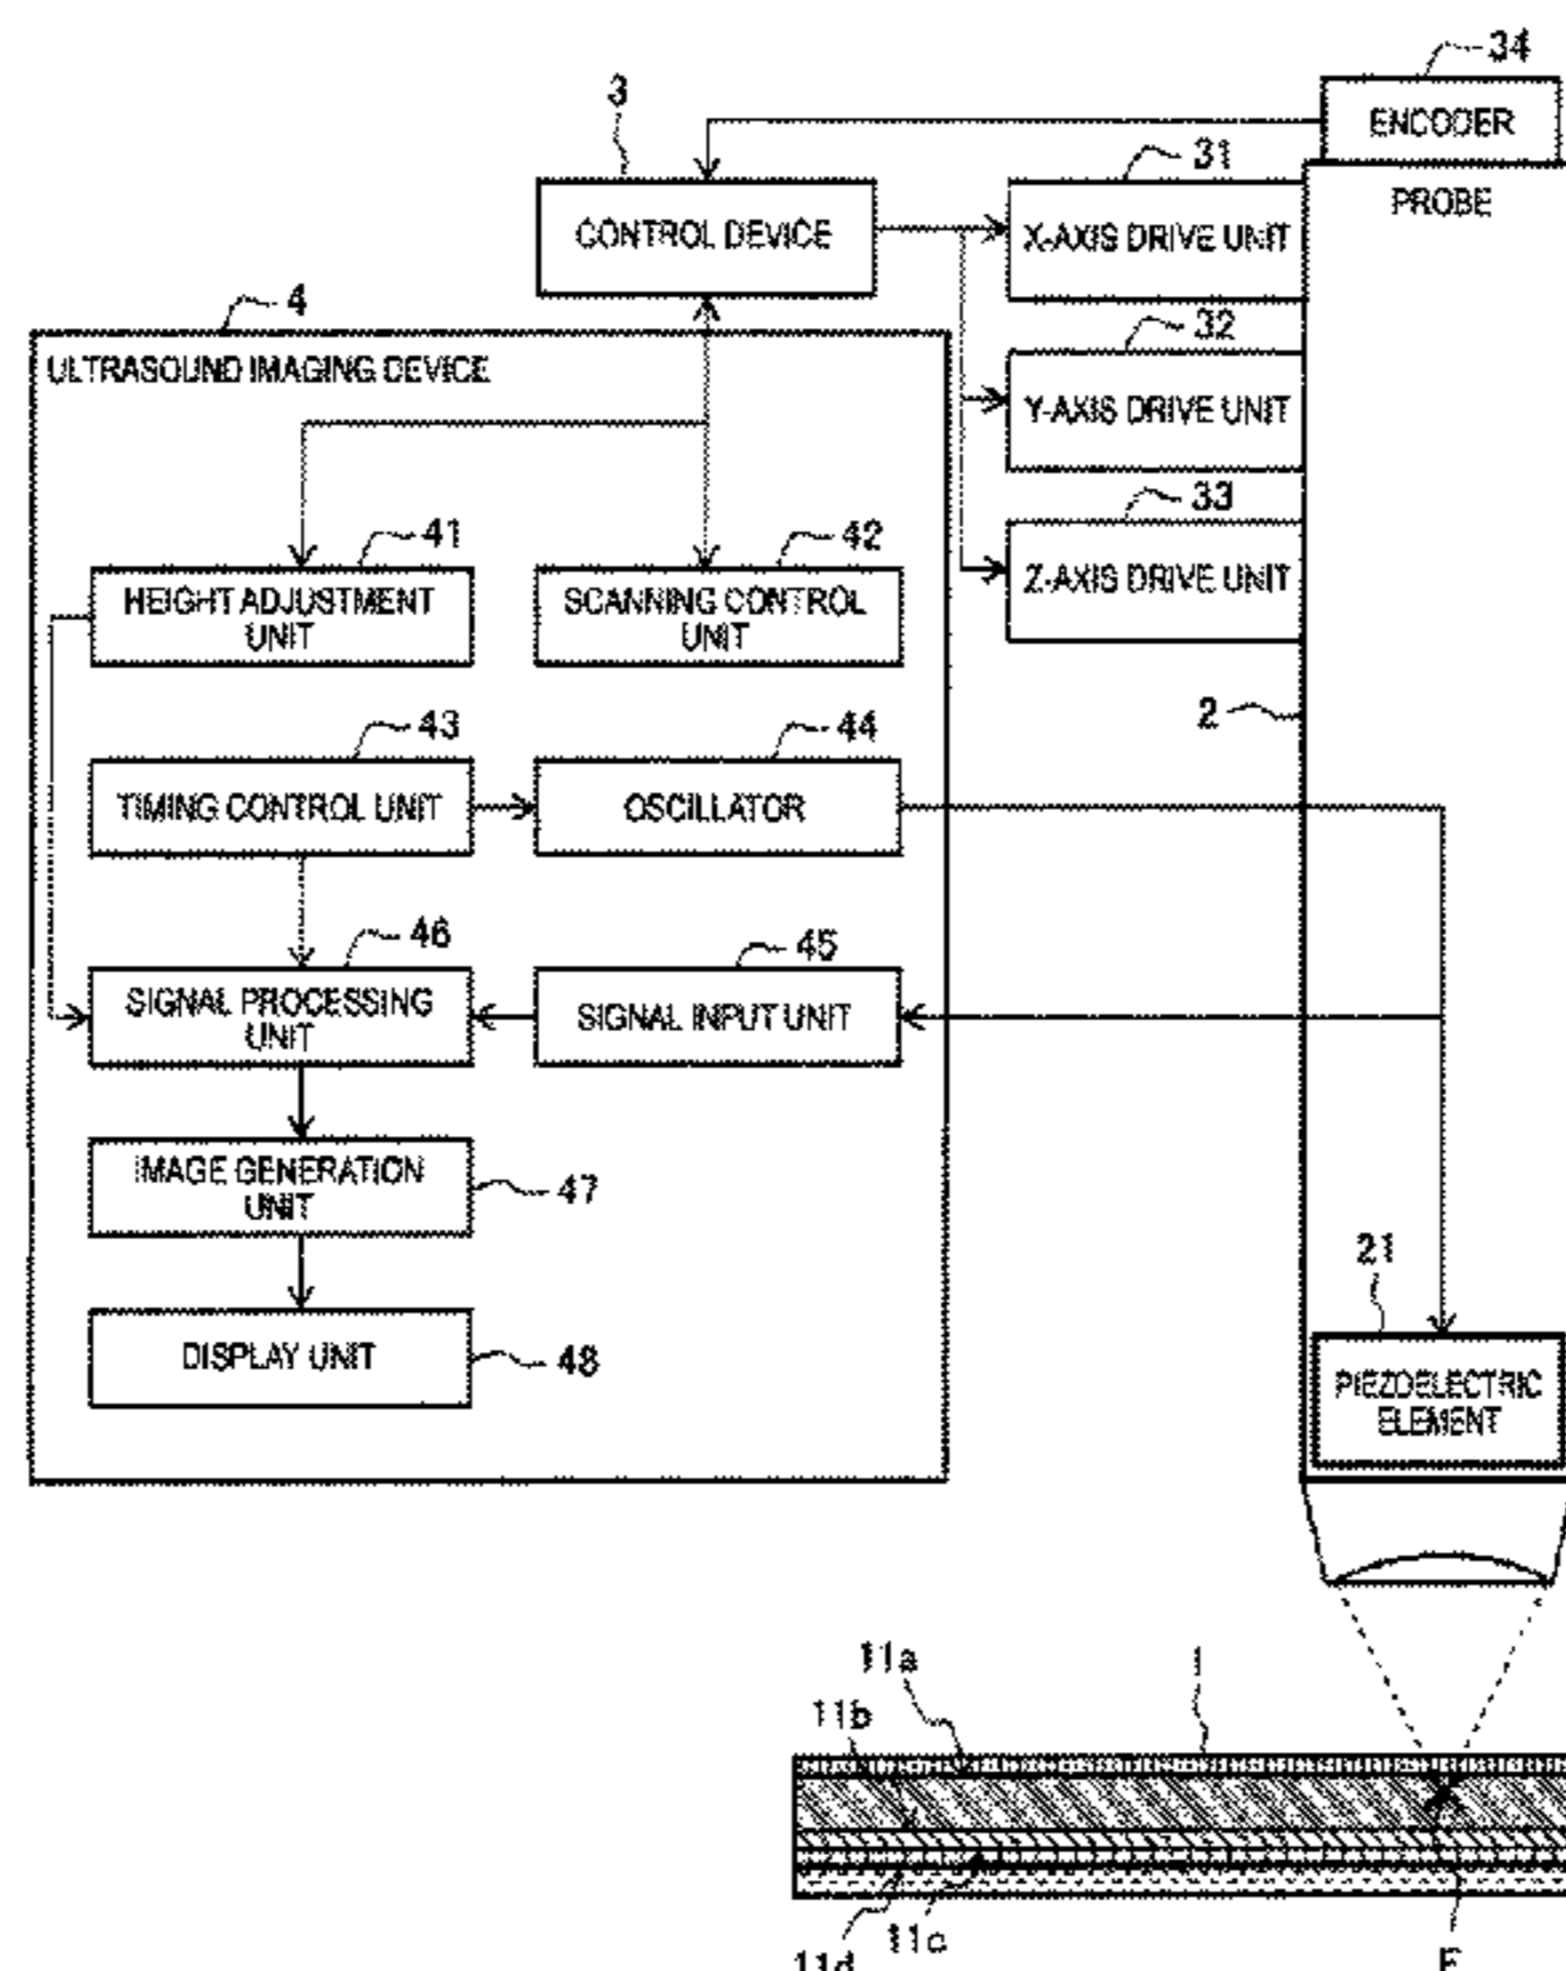 34
ENCODER
3
31
PROBE
CONTROL DEVICE
X-AXIS DRIVE UNIT
4
32
ULTRASOUND IMAGING DEVICE
Y-AXIS DRIVE UNIT
33
41
42
Z-AXIS DRIVE UNIT
HEIGHT ADJUSTMENT
UNIT
SCANNING CONTROL
UNIT
43
44
2
TIMING CONTROL UNIT
OSCILLATOR
46
45
SIGNAL PROCESSING
UNIT
SIGNAL INPUT UNIT
IMAGE GENERATION
UNIT
47
21
DISPLAY UNIT
48
PIEZOELECTRIC
ELEMENT
11a
1
11b
11c
11d
F